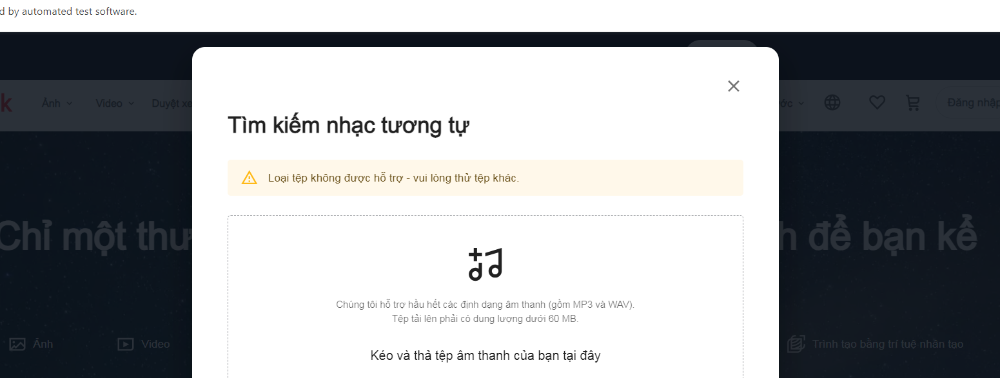 d by automated test software.
k
Ảnh
Video
Duyệt xe
ớc
Đăng nhập
Tìm kiếm nhạc tương tự
Loại tệp không được hỗ trợ - vui lòng thử tệp khác.
Chỉ một thư
h để bạn kể
Chúng tôi hỗ trợ hầu hết các định dạng âm thanh (gồm MP3 và WAV).
Tệp tải lên phải có dung lượng dưới 60 MB.
Ảnh
Video
Trình tạo bằng trí tuệ nhân tạo
Kéo và thả tệp âm thanh của bạn tại đây